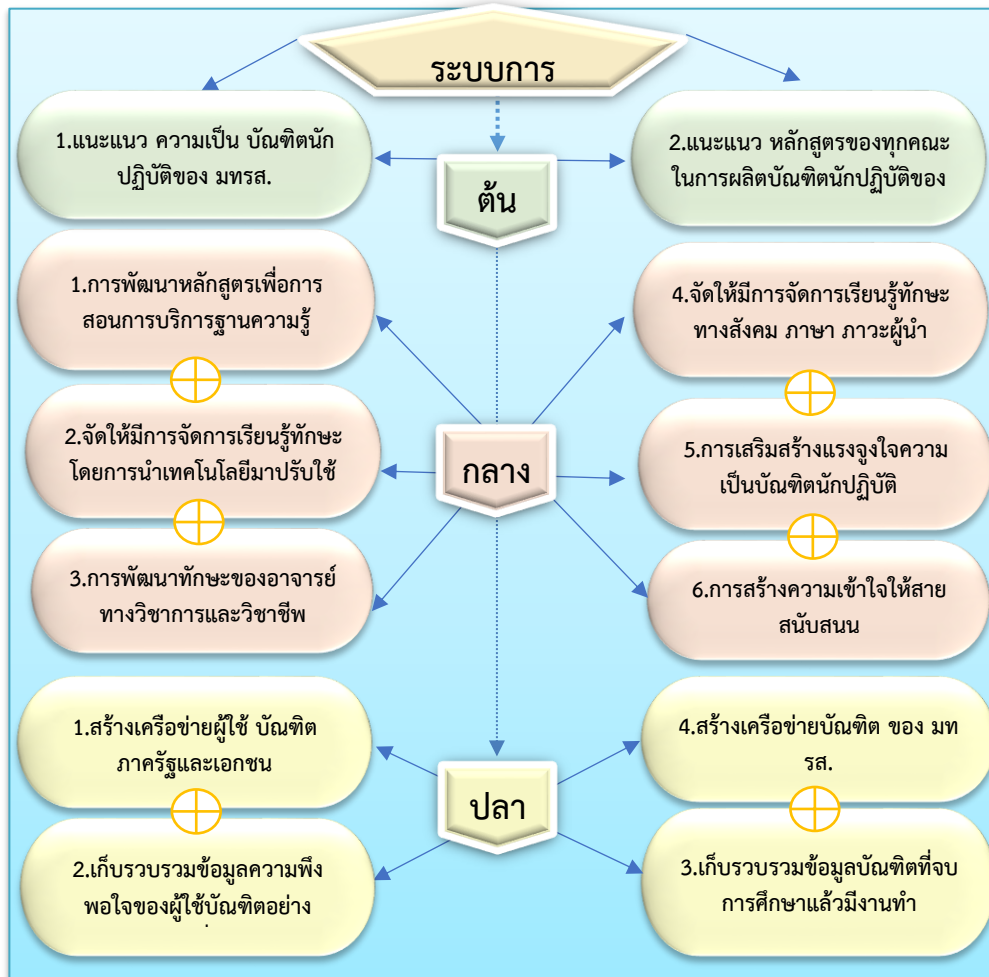 ระบบการ
1.แนะแนว ความเป็น บัณฑิตนัก
ปฏิบัติของ มทรส.
2.แนะแนว หลักสูตรของทุกคณะ
ในการผลิตบัณฑิตนักปฏิบัติของ
ต้น
1.การพัฒนาหลักสูตรเพื่อการ
สอนการบริการฐานความรู้
4.จัดให้มีการจัดการเรียนรู้ทักษะ
ทางสังคม ภาษา ภาวะผู้นำ
2.จัดให้มีการจัดการเรียนรู้ทักษะ
โดยการนำเทคโนโลยีมาปรับใช้
กลาง
5.การเสริมสร้างแรงจูงใจความ
เป็นบัณฑิตนักปฏิบัติ
3.การพัฒนาทักษะของอาจารย์
ทางวิชาการและวิชาชีพ
6.การสร้างความเข้าใจให้สาย
สนับสนน
1.สร้างเครือข่ายผู้ใช้ บัณฑิต
ภาครัฐและเอกชน
4.สร้างเครือข่ายบัณฑิต ของ มท
รส.
ปลา
2.เก็บรวบรวมข้อมูลความพึง
พอใจของผู้ใช้บัณฑิตอย่าง
3.เก็บรวบรวมข้อมูลบัณฑิตที่จบ
การศึกษาแล้วมีงานทำ